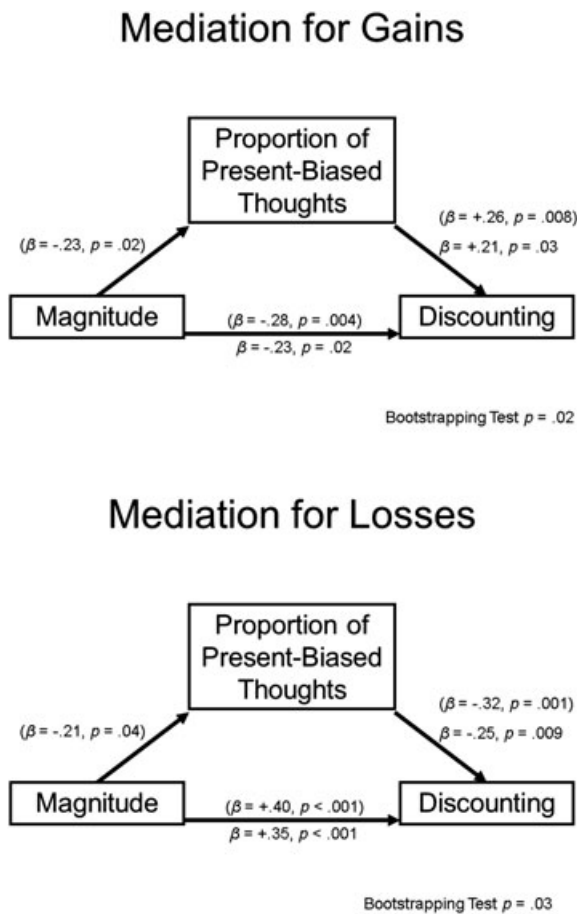 Mediation for Gains
Proportion of
Present-Biased
Thoughts
(β = -.23, p = .02)
(β = +.26, p = .008)
β = +.21, p = .03
Magnitude
(β = -.28, p = .004)
β = -.23, p = .02
Discounting
Bootstrapping Test p = .02
Mediation for Losses
Proportion of
Present-Biased
Thoughts
(β = -.21, p = .04)
(β = -.32, p = .001)
β = -.25, p = .009
Magnitude
(β = +.40, p < .001)
β = +.35, p < .001
Discounting
Bootstrapping Test p = .03